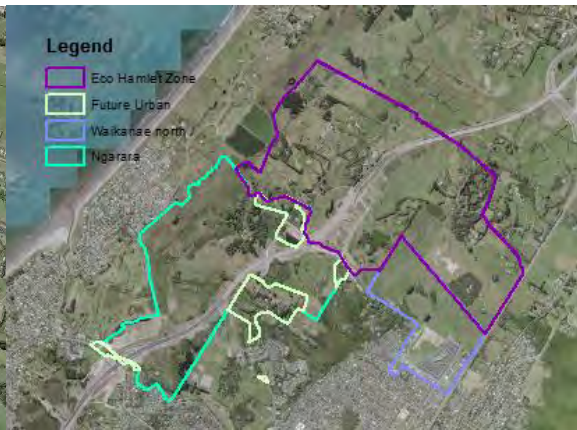 Legend
Eco Hamlet Zone
Future Urban
Waikanae north
Ngarara